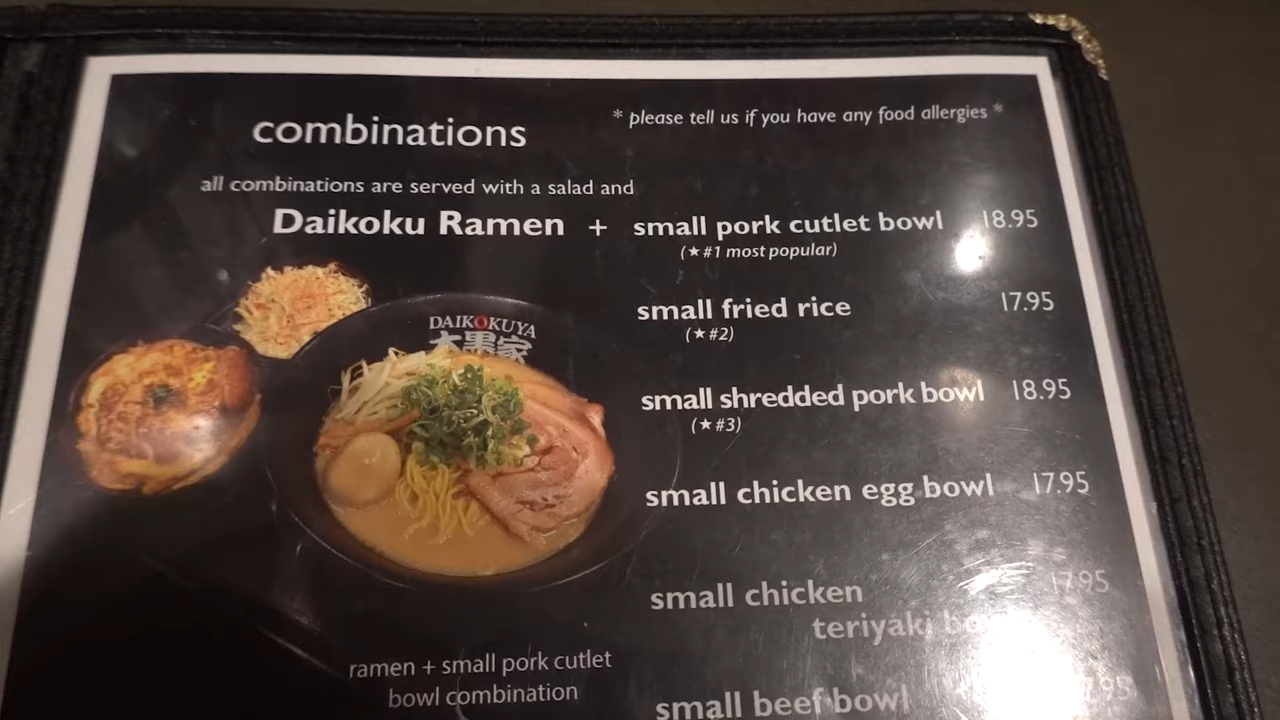 * please tell us if you have any food allergies *
combinations
all combinations are served with a salad and
Daikoku Ramen + small pork cutlet bowl 18.95
(★#1 most popular)
small fried rice 17.95
(★#2)
DAIKOKUYA
大黒家
small shredded pork bowl 18.95
(★#3)
small chicken egg bowl 17.95
small chicken 17.95
teriyaki
ramen + small pork cutlet
bowl combination
small beef bowl